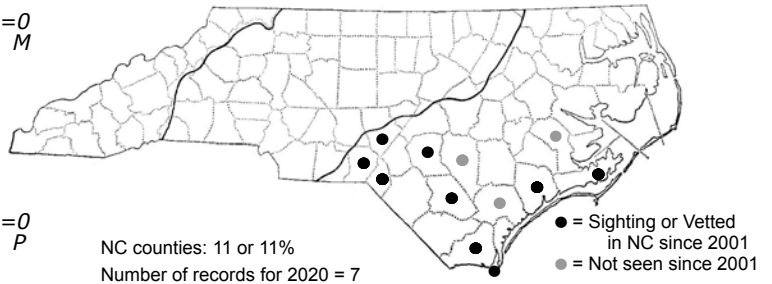 =0
M
=0
P
NC counties: 11 or 11%
Number of records for 2020 = 7
= Sighting or Vetted
in NC since 2001
= Not seen since 2001